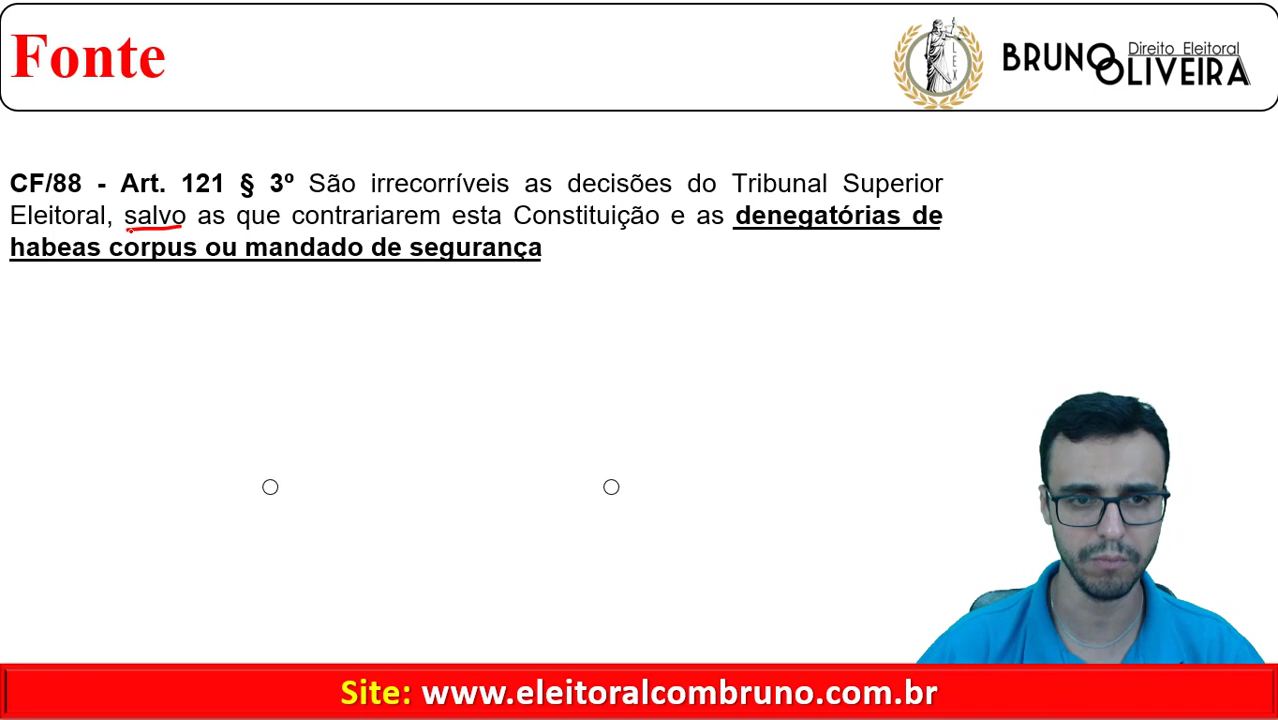 Fonte
LEX
BRUNO
Direito Eleitoral
OLIVEIRA
CF/88 - Art. 121 § 3º São irrecorríveis as decisões do Tribunal Superior
Eleitoral, salvo as que contrariarem esta Constituição e as denegatórias de
habeas corpus ou mandado de segurança
Site: www.eleitoralcombruno.com.br